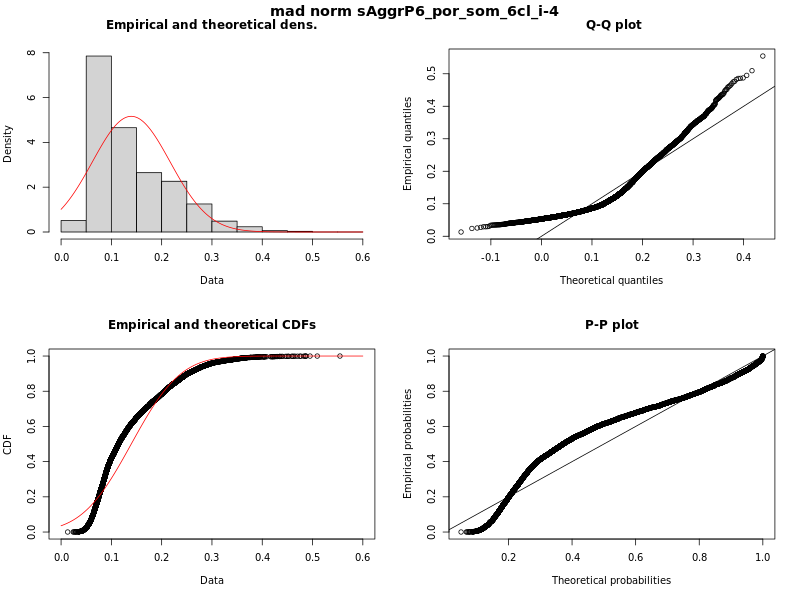 mad norm sAggrP6_por_som_6cl_i-4
Empirical and theoretical dens.
Density
0 2 4 6 8
0.0 0.1 0.2 0.3 0.4 0.5 0.6
Data
Q-Q plot
Empirical quantiles
0.0 0.1 0.2 0.3 0.4 0.5
-0.1 0.0 0.1 0.2 0.3 0.4
Theoretical quantiles
Empirical and theoretical CDFs
CDF
0.0 0.2 0.4 0.6 0.8 1.0
0.0 0.1 0.2 0.3 0.4 0.5 0.6
Data
P-P plot
Empirical probabilities
0.0 0.2 0.4 0.6 0.8 1.0
0.2 0.4 0.6 0.8 1.0
Theoretical probabilities